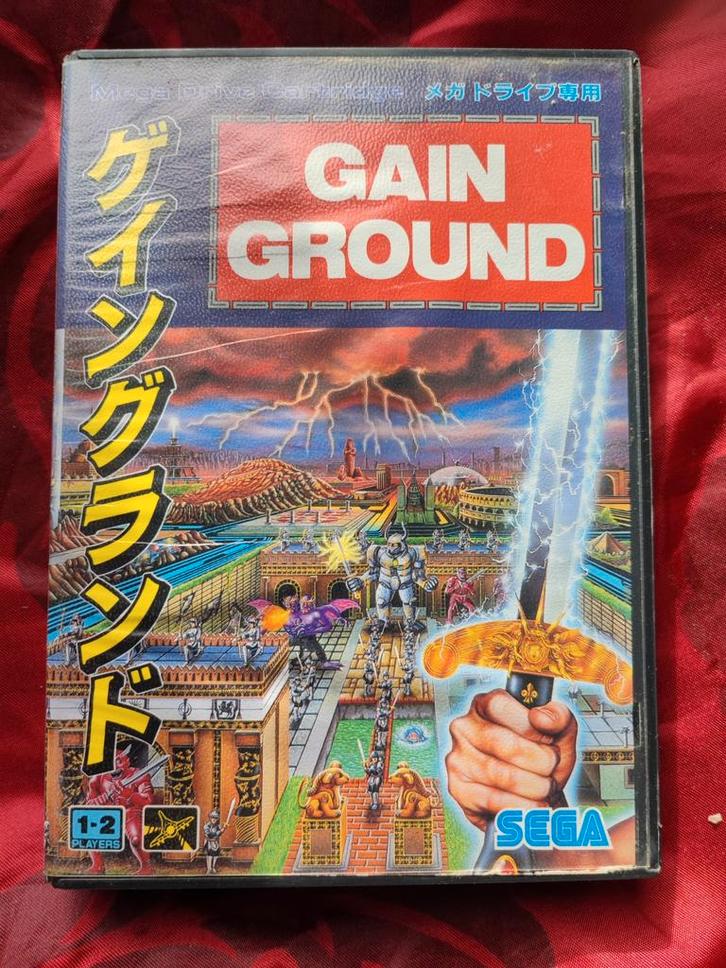 Mega Drive Cartridge メガドライブ専用
GAIN
GROUND
ゲイングランド
1-2
PLAYERS
SEGA